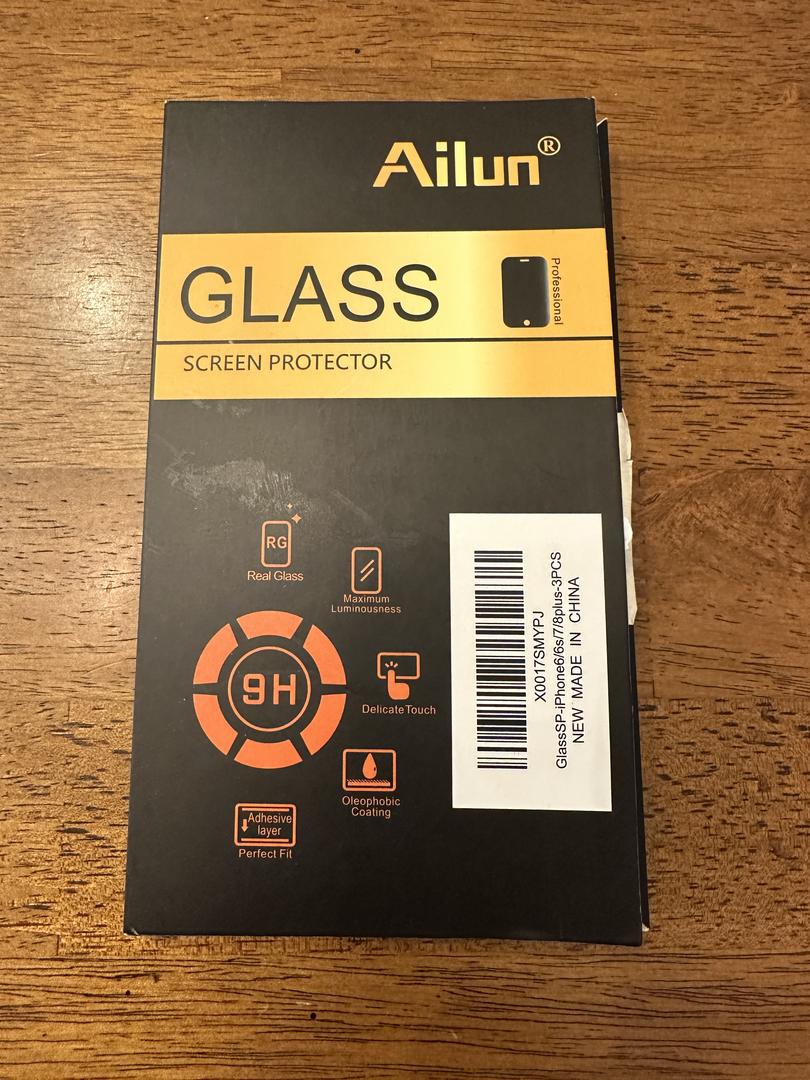 Ailun®
GLASS
Professional
SCREEN PROTECTOR
RG
Real Glass
Maximum
Luminousness
9H
Delicate Touch
Oleophobic
Coating
Adhesive
layer
Perfect Fit
X0017SMYPJ
GlassSP-iPhone6/6s/7/8plus-3PCS
NEW MADE IN CHINA